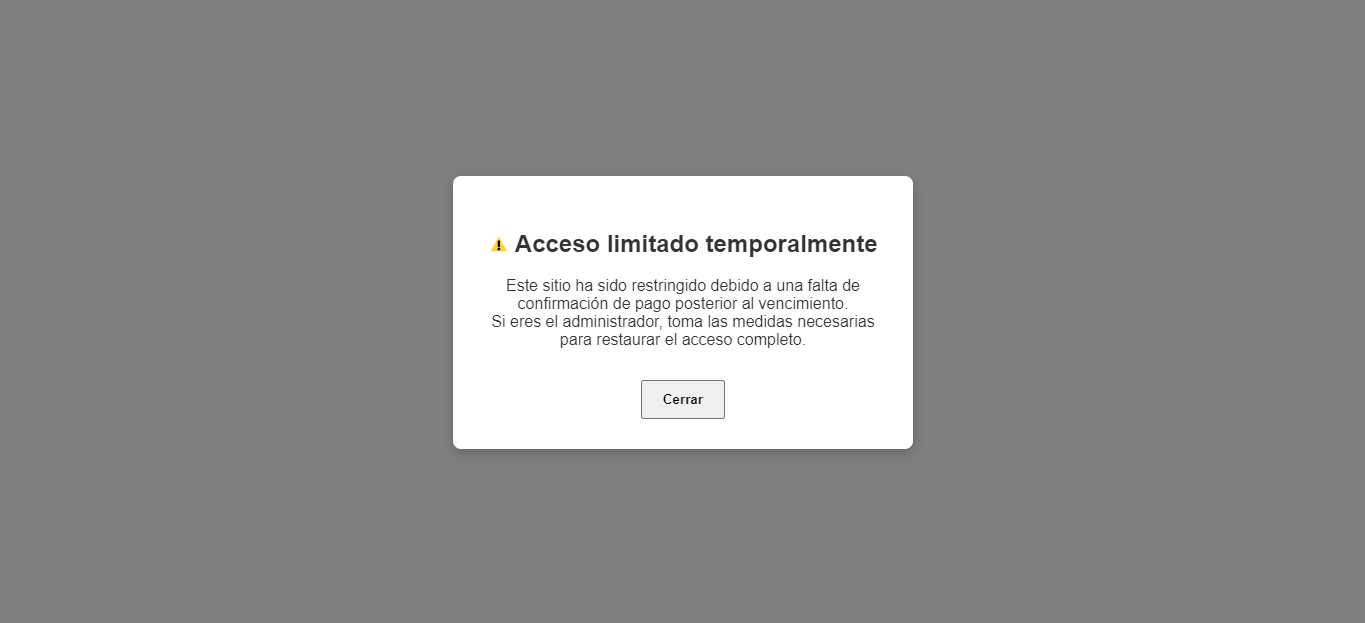 ⚠️ Acceso limitado temporalmente
Este sitio ha sido restringido debido a una falta de
confirmación de pago posterior al vencimiento.
Si eres el administrador, toma las medidas necesarias
para restaurar el acceso completo.
Cerrar